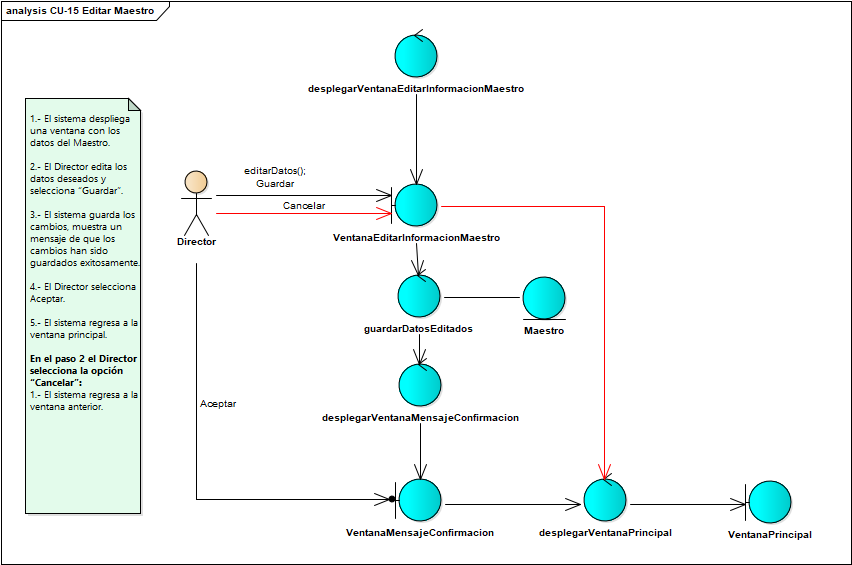 analysis CU-15 Editar Maestro
desplegarVentanaEditarInformacionMaestro
1.- El sistema despliega
una ventana con los
datos del Maestro.
2.- El Director edita los
datos deseados y
selecciona “Guardar”.
3.- El sistema guarda los
cambios, muestra un
mensaje de que los
cambios han sido
guardados exitosamente.
4.- El Director selecciona
Aceptar.
5.- El sistema regresa a la
ventana principal.
En el paso 2 el Director
selecciona la opción
“Cancelar”:
1.- El sistema regresa a la
ventana anterior.
editarDatos();
Guardar
Cancelar
Director
VentanaEditarInformacionMaestro
guardarDatosEditados
Maestro
Aceptar
desplegarVentanaMensajeConfirmacion
VentanaMensajeConfirmacion
desplegarVentanaPrincipal
VentanaPrincipal